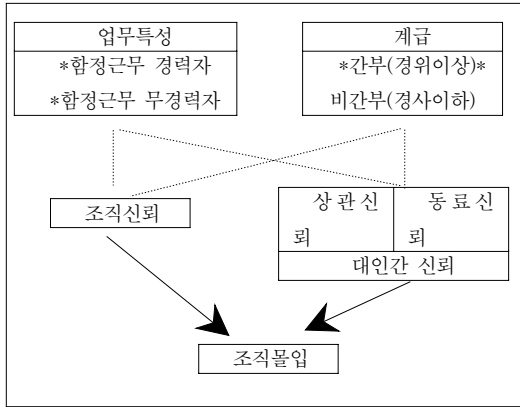 업무특성
*함정근무 경력자
*함정근무 무경력자
계급
*간부(경위이상)*
비간부(경사이하)
조직신뢰
상관신
뢰
동료신
뢰
대인간 신뢰
조직몰입